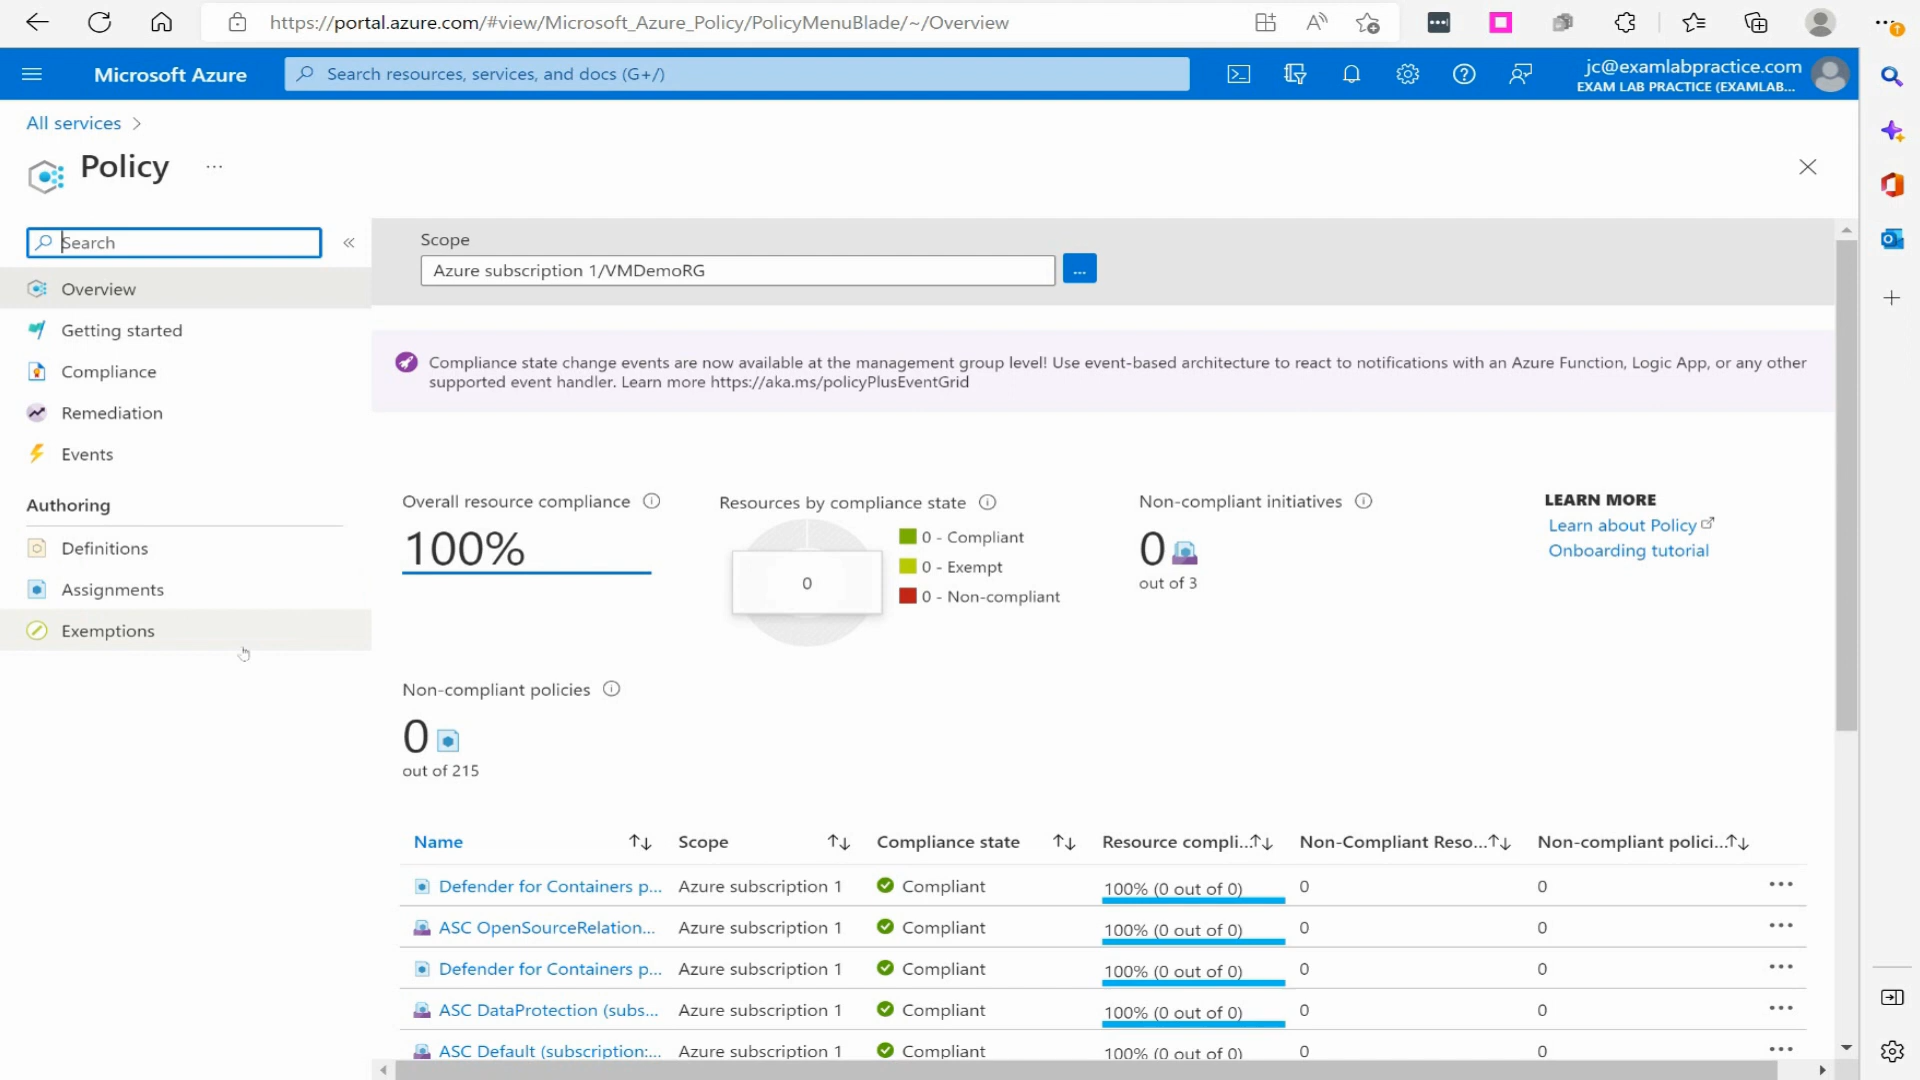 https://portal.azure.com/#view/Microsoft_Azure_Policy/PolicyMenuBlade/~/Overview
Microsoft Azure
Search resources, services, and docs (G+/)
jc@examlabpractice.com
EXAM LAB PRACTICE (EXAMLAB...
All services >
Policy ...
Search
Overview
Getting started
Compliance
Remediation
Events
Authoring
Definitions
Assignments
Exemptions
Scope
Azure subscription 1/VMDemoRG
...
Compliance state change events are now available at the management group level! Use event-based architecture to react to notifications with an Azure Function, Logic App, or any other
supported event handler. Learn more https://aka.ms/policyPlusEventGrid
Overall resource compliance
100%
Resources by compliance state
0
0 - Compliant
0 - Exempt
0 - Non-compliant
Non-compliant initiatives
0
out of 3
LEARN MORE
Learn about Policy
Onboarding tutorial
Non-compliant policies
0
out of 215
Name Scope Compliance state Resource compli... Non-Compliant Reso... Non-compliant polici...
Defender for Containers p... Azure subscription 1 Compliant 100% (0 out of 0) 0 0 ...
ASC OpenSourceRelation... Azure subscription 1 Compliant 100% (0 out of 0) 0 0 ...
Defender for Containers p... Azure subscription 1 Compliant 100% (0 out of 0) 0 0 ...
ASC DataProtection (subs... Azure subscription 1 Compliant 100% (0 out of 0) 0 0 ...
ASC Default (subscription:... Azure subscription 1 Compliant 100% (0 out of 0) 0 0 ...